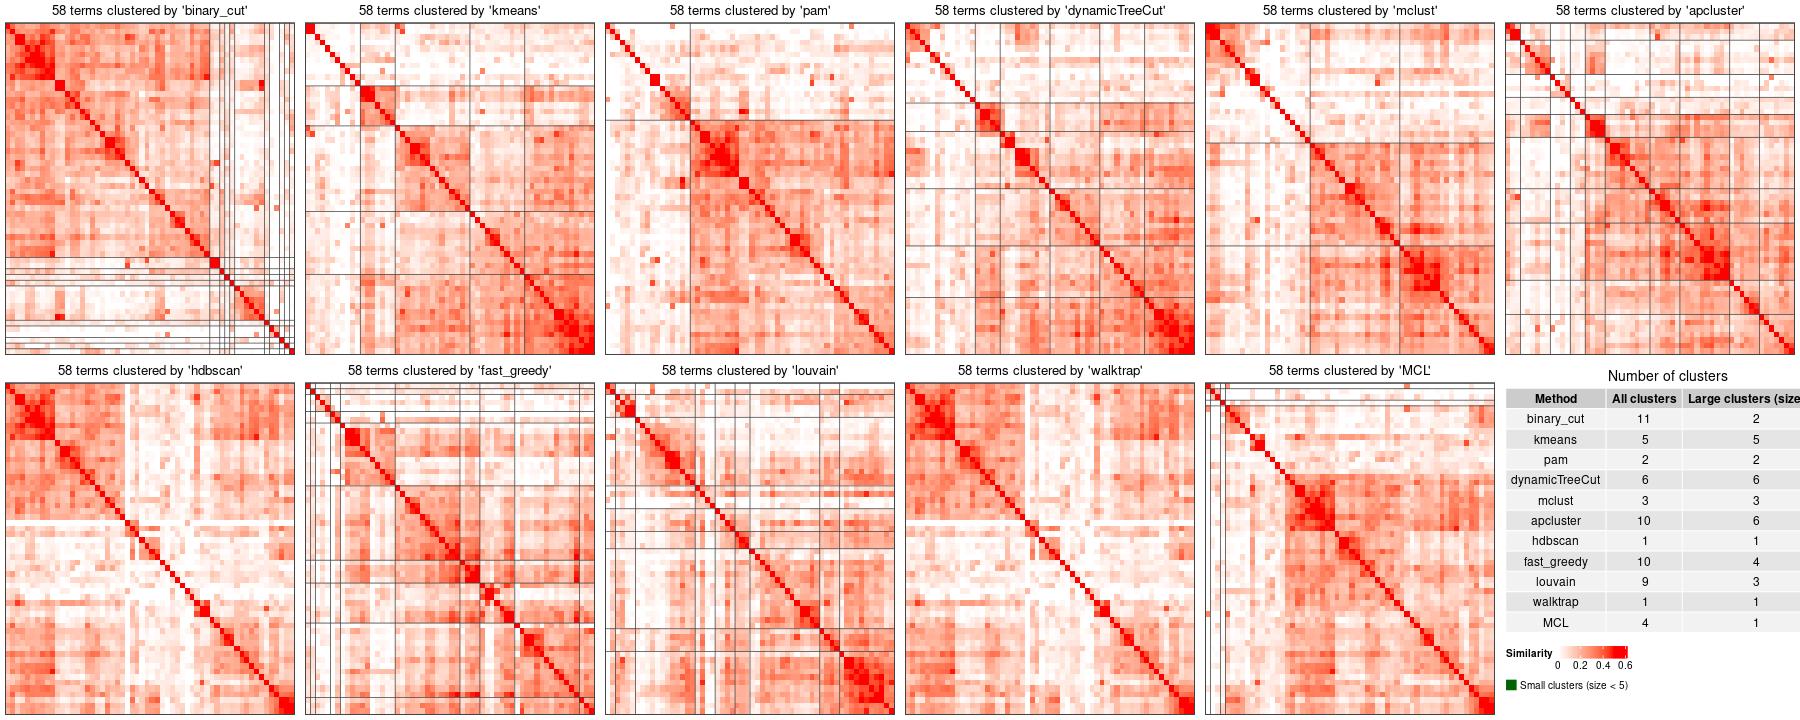 58 terms clustered by 'binary_cut'
58 terms clustered by 'kmeans'
58 terms clustered by 'pam'
58 terms clustered by 'dynamicTreeCut'
58 terms clustered by 'mclust'
58 terms clustered by 'apcluster'
58 terms clustered by 'hdbscan'
58 terms clustered by 'fast_greedy'
58 terms clustered by 'louvain'
58 terms clustered by 'walktrap'
58 terms clustered by 'MCL'
Number of clusters
Method All clusters Large clusters (size
binary_cut 11 2
kmeans 5 5
pam 2 2
dynamicTreeCut 6 6
mclust 3 3
apcluster 10 6
hdbscan 1 1
fast_greedy 10 4
louvain 9 3
walktrap 1 1
MCL 4 1
Similarity
0 0.2 0.4 0.6
Small clusters (size < 5)